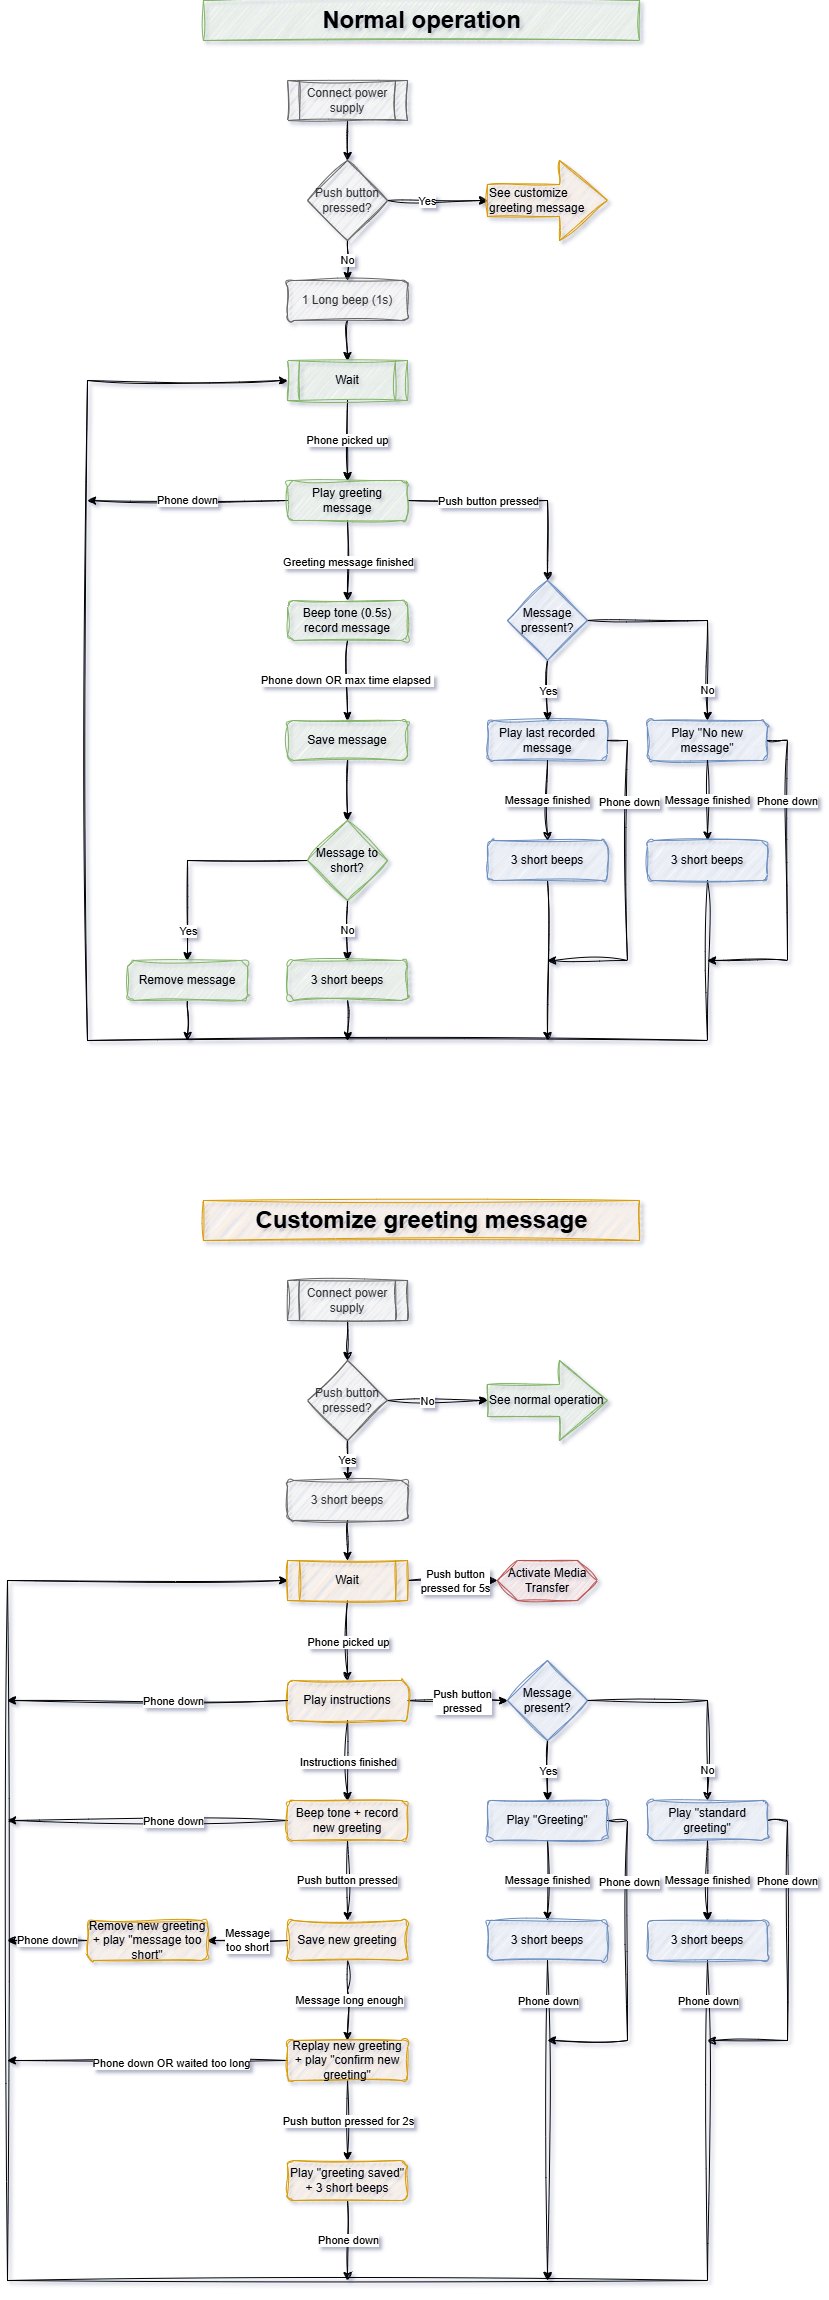 Normal operation
Connect power
supply
Push button
pressed?
Yes
See customize
greeting message
No
1 Long beep (1s)
Wait
Phone picked up
Phone down
Play greeting
message
Push button pressed
Greeting message finished
Beep tone (0.5s)
record message
Message
pressent?
Phone down OR max time elapsed
Yes
No
Save message
Play last recorded
message
Play "No new
message"
Message finished
Phone down
Message finished
Phone down
Message to
short?
3 short beeps
3 short beeps
Yes
No
Remove message
3 short beeps
Customize greeting message
Connect power
supply
Push button
pressed?
No
See normal operation
Yes
3 short beeps
Wait
Push button
pressed for 5s
Activate Media
Transfer
Phone picked up
Phone down
Play instructions
Push button
pressed
Message
present?
Instructions finished
Yes
No
Phone down
Beep tone + record
new greeting
Play "Greeting"
Play "standard
greeting"
Push button pressed
Message finished
Phone down
Message finished
Phone down
Phone down
Remove new greeting
+ play "message too
short"
Message
too short
Save new greeting
3 short beeps
3 short beeps
Message long enough
Phone down
Phone down
Phone down OR waited too long
Replay new greeting
+ play "confirm new
greeting"
Push button pressed for 2s
Play "greeting saved"
+ 3 short beeps
Phone down